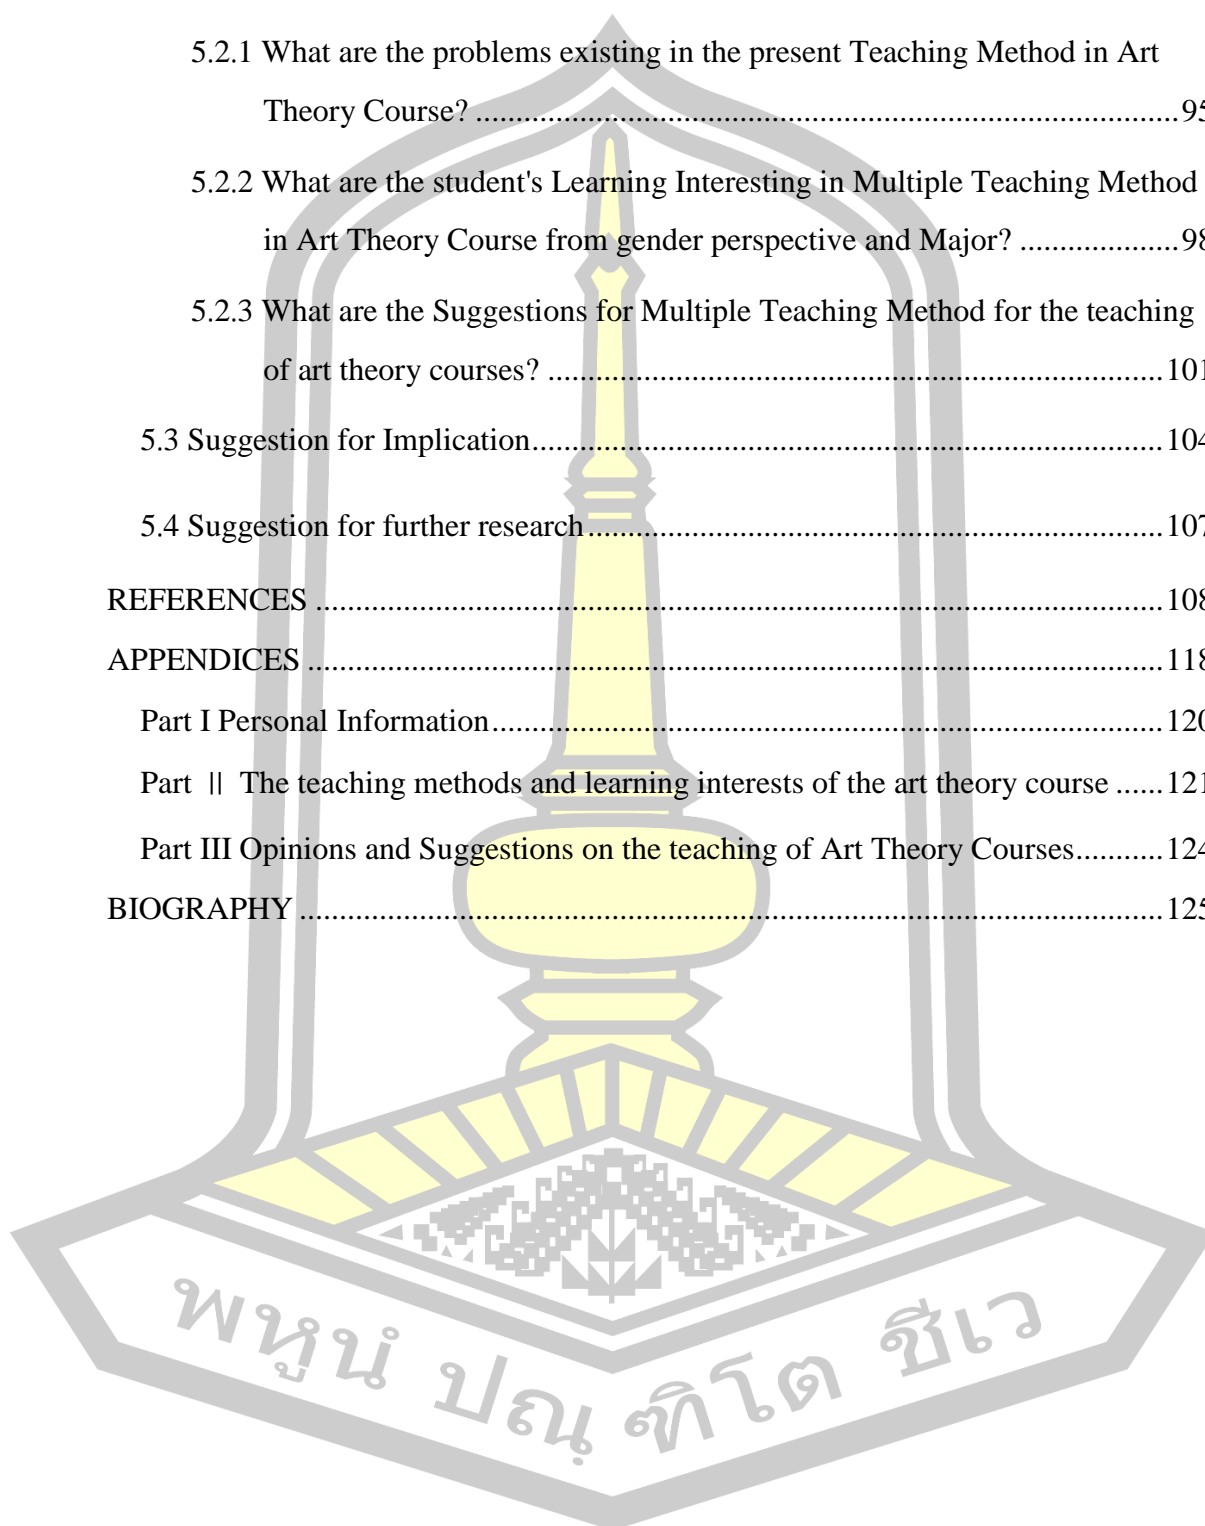 5.2.1 What are the problems existing in the present Teaching Method in Art
Theory Course? ........................................................................... 95
5.2.2 What are the student's Learning Interesting in Multiple Teaching Method
in Art Theory Course from gender perspective and Major? .................. 98
5.2.3 What are the Suggestions for Multiple Teaching Method for the teaching
of art theory courses? .................................................................. 101
5.3 Suggestion for Implication.................................................................... 104
5.4 Suggestion for further research.............................................................. 107
REFERENCES ......................................................................................... 108
APPENDICES .......................................................................................... 118
Part I Personal Information........................................................................ 120
Part || The teaching methods and learning interests of the art theory course ...... 121
Part III Opinions and Suggestions on the teaching of Art Theory Courses........... 124
BIOGRAPHY ............................................................................................ 125
พหูนํ ปณฺ ฑิโต ชีเว